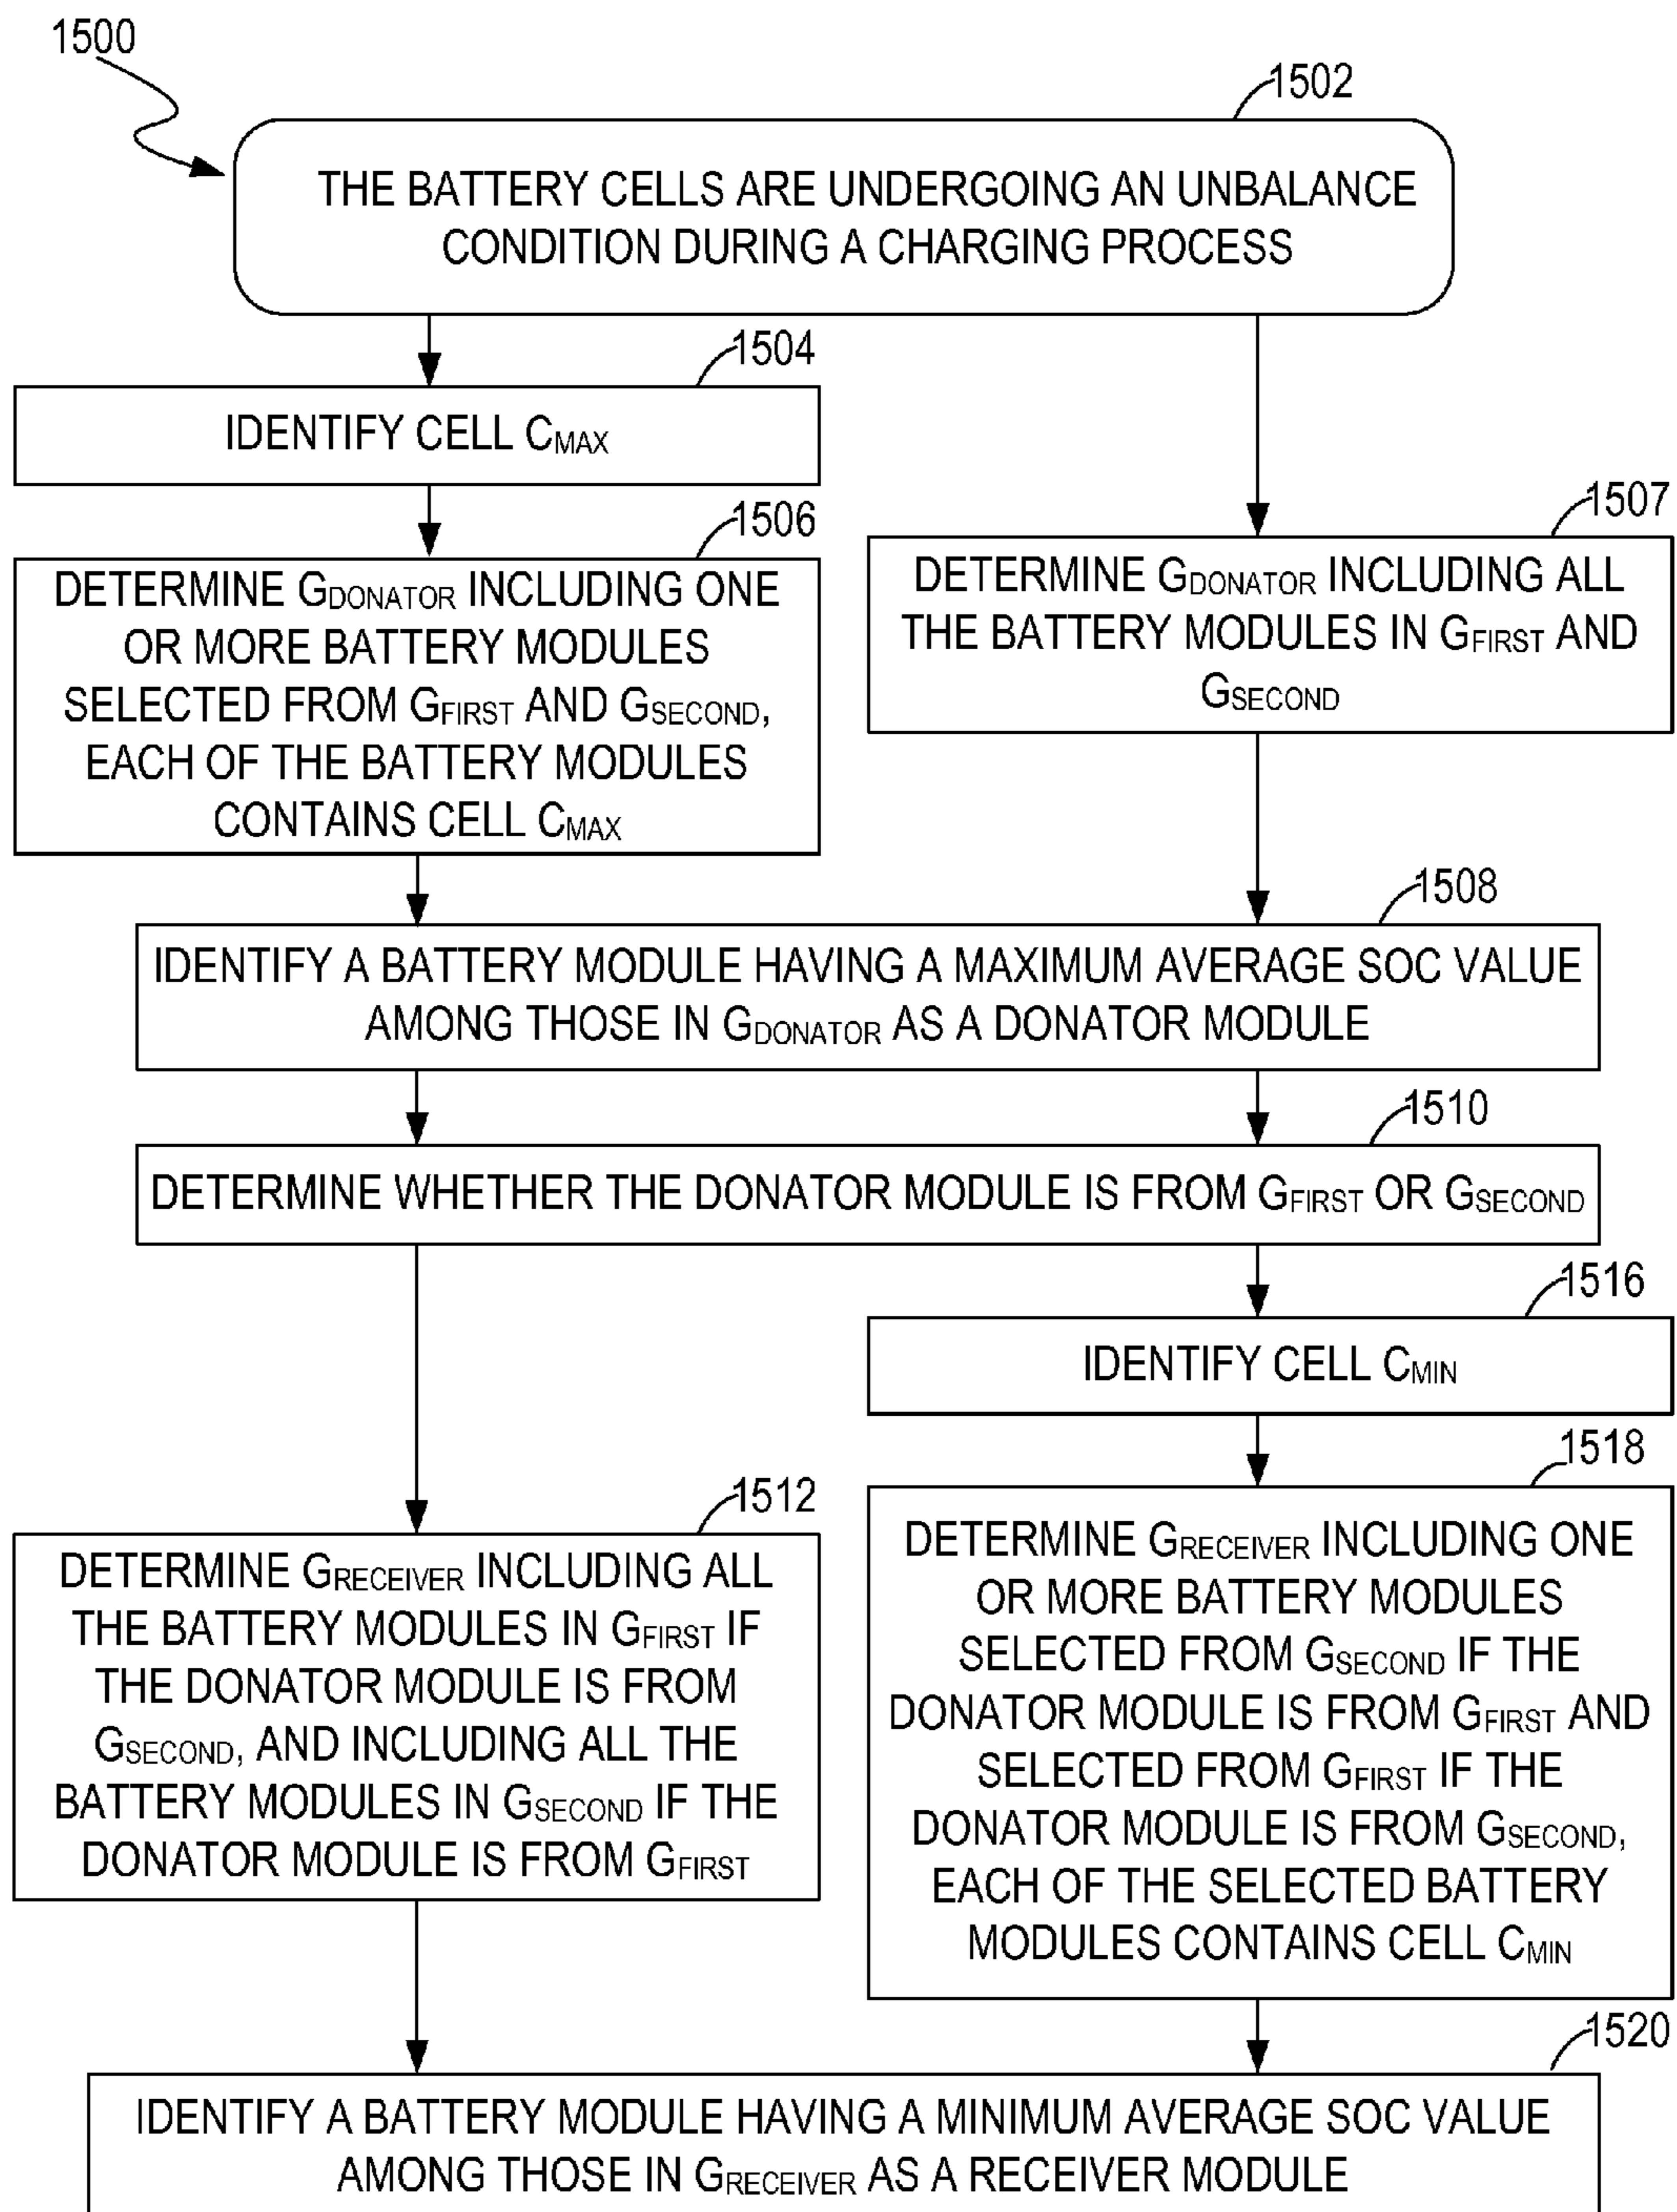 1500
1502
THE BATTERY CELLS ARE UNDERGOING AN UNBALANCE
CONDITION DURING A CHARGING PROCESS
1504
IDENTIFY CELL CMAX
1506
DETERMINE GDONATOR INCLUDING ONE
OR MORE BATTERY MODULES
SELECTED FROM GFIRST AND GSECOND,
EACH OF THE BATTERY MODULES
CONTAINS CELL CMAX
1507
DETERMINE GDONATOR INCLUDING ALL
THE BATTERY MODULES IN GFIRST AND
GSECOND
1508
IDENTIFY A BATTERY MODULE HAVING A MAXIMUM AVERAGE SOC VALUE
AMONG THOSE IN GDONATOR AS A DONATOR MODULE
1510
DETERMINE WHETHER THE DONATOR MODULE IS FROM GFIRST OR GSECOND
1516
IDENTIFY CELL CMIN
1512
DETERMINE GRECEIVER INCLUDING ALL
THE BATTERY MODULES IN GFIRST IF
THE DONATOR MODULE IS FROM
GSECOND, AND INCLUDING ALL THE
BATTERY MODULES IN GSECOND IF THE
DONATOR MODULE IS FROM GFIRST
1518
DETERMINE GRECEIVER INCLUDING ONE
OR MORE BATTERY MODULES
SELECTED FROM GSECOND IF THE
DONATOR MODULE IS FROM GFIRST AND
SELECTED FROM GFIRST IF THE
DONATOR MODULE IS FROM GSECOND,
EACH OF THE SELECTED BATTERY
MODULES CONTAINS CELL CMIN
1520
IDENTIFY A BATTERY MODULE HAVING A MINIMUM AVERAGE SOC VALUE
AMONG THOSE IN GRECEIVER AS A RECEIVER MODULE